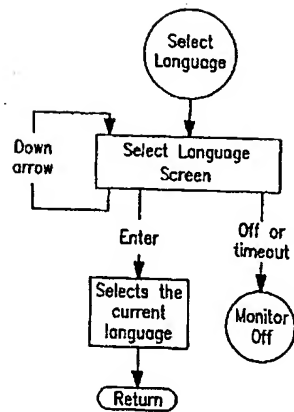 Select
Language
Down
arrow
Select Language
Screen
Enter
Off or
timeout
Selects the
current
language
Monitor
Off
Return